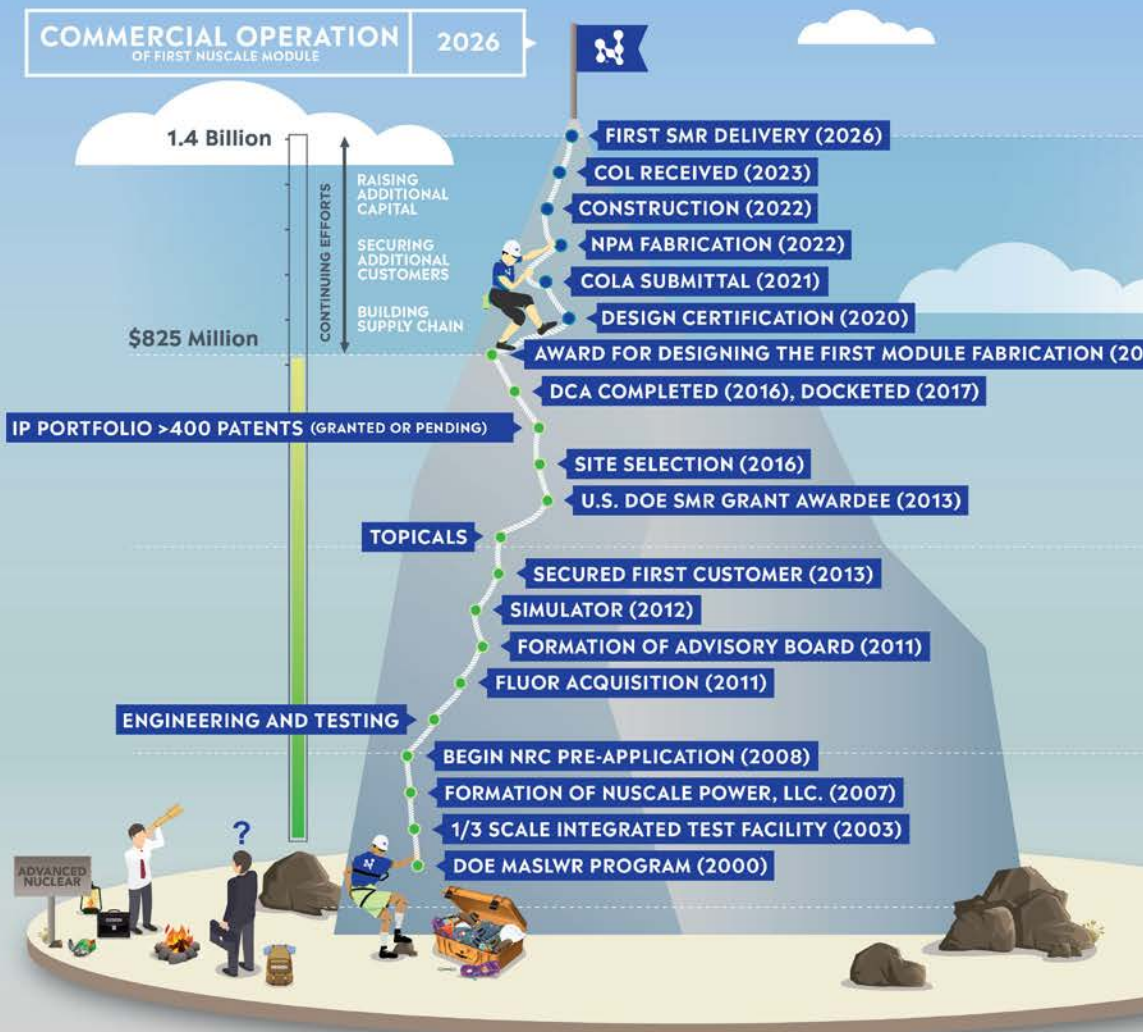 COMMERCIAL OPERATION
OF FIRST NUSCALE MODULE
2026
1.4 Billion
$825 Million
CONTINUING EFFORTS
RAISING
ADDITIONAL
CAPITAL
SECURING
ADDITIONAL
CUSTOMERS
BUILDING
SUPPLY CHAIN
FIRST SMR DELIVERY (2026)
COL RECEIVED (2023)
CONSTRUCTION (2022)
NPM FABRICATION (2022)
COLA SUBMITTAL (2021)
DESIGN CERTIFICATION (2020)
AWARD FOR DESIGNING THE FIRST MODULE FABRICATION (20
DCA COMPLETED (2016), DOCKETED (2017)
IP PORTFOLIO >400 PATENTS (GRANTED OR PENDING)
SITE SELECTION (2016)
U.S. DOE SMR GRANT AWARDEE (2013)
TOPICALS
SECURED FIRST CUSTOMER (2013)
SIMULATOR (2012)
FORMATION OF ADVISORY BOARD (2011)
FLUOR ACQUISITION (2011)
ENGINEERING AND TESTING
BEGIN NRC PRE-APPLICATION (2008)
FORMATION OF NUSCALE POWER, LLC. (2007)
1/3 SCALE INTEGRATED TEST FACILITY (2003)
DOE MASLWR PROGRAM (2000)
?
ADVANCED
NUCLEAR